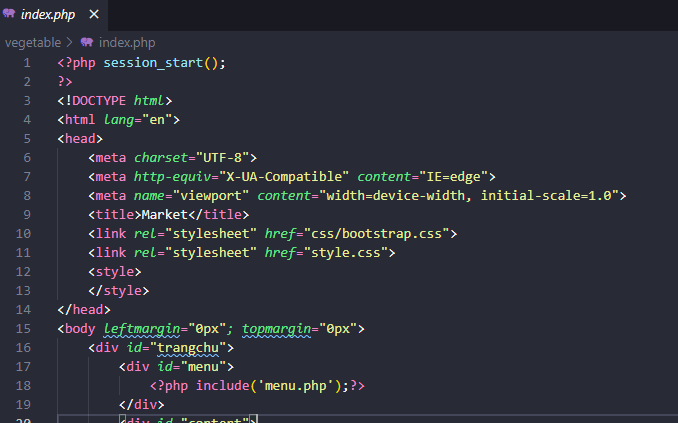 index.php ×
vegetable > index.php
1 <?php session_start();
2 ?>
3 <!DOCTYPE html>
4 <html lang="en">
5 <head>
6 <meta charset="UTF-8">
7 <meta http-equiv="X-UA-Compatible" content="IE=edge">
8 <meta name="viewport" content="width=device-width, initial-scale=1.0">
9 <title>Market</title>
10 <link rel="stylesheet" href="css/bootstrap.css">
11 <link rel="stylesheet" href="style.css">
12 <style>
13 </style>
14 </head>
15 <body leftmargin="0px"; topmargin="0px">
16 <div id="trangchu">
17 <div id="menu">
18 <?php include('menu.php');?>
19 </div>
20 <div id="content">